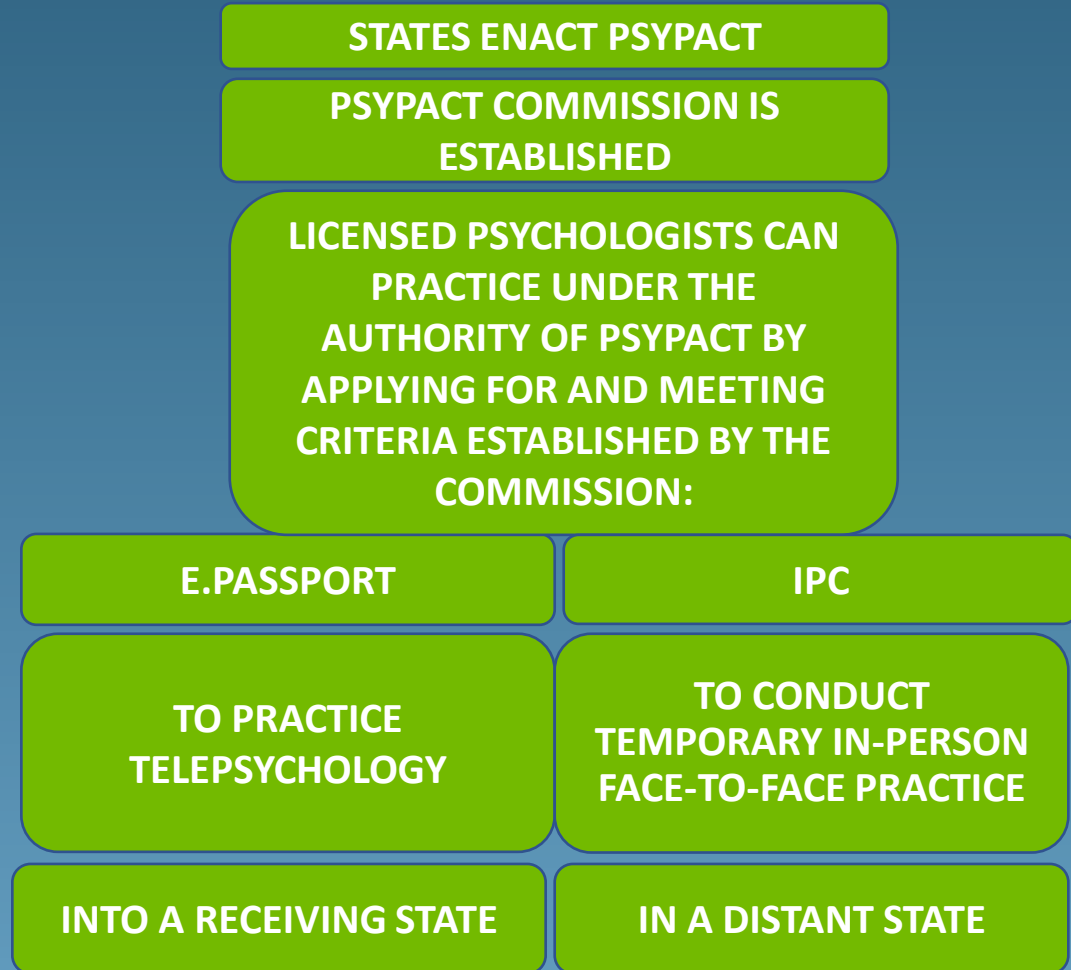 STATES ENACT PSYPACT
PSYPACT COMMISSION IS
ESTABLISHED
LICENSED PSYCHOLOGISTS CAN
PRACTICE UNDER THE
AUTHORITY OF PSYPACT BY
APPLYING FOR AND MEETING
CRITERIA ESTABLISHED BY THE
COMMISSION:
E.PASSPORT
IPC
TO PRACTICE
TELEPSYCHOLOGY
TO CONDUCT
TEMPORARY IN-PERSON
FACE-TO-FACE PRACTICE
INTO A RECEIVING STATE
IN A DISTANT STATE